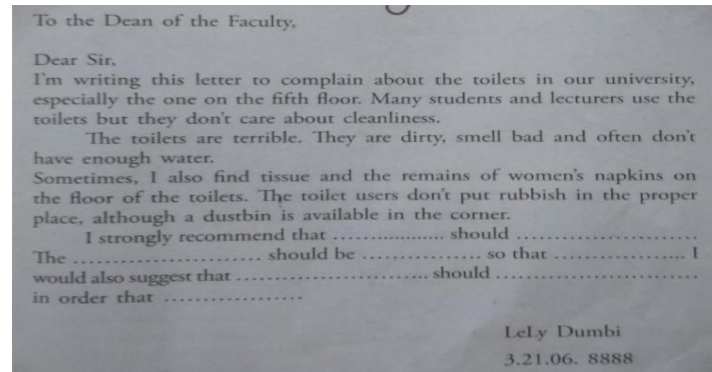 To the Dean of the Faculty,
Dear Sir,
I'm writing this letter to complain about the toilets in our university,
especially the one on the fifth floor. Many students and lecturers use the
toilets but they don't care about cleanliness.
The toilets are terrible. They are dirty, smell bad and often don't
have enough water.
Sometimes, I also find tissue and the remains of women's napkins on
the floor of the toilets. The toilet users don't put rubbish in the proper
place, although a dustbin is available in the corner.
I strongly recommend that ................ should ..........................
The ........................... should be ................. so that ................... I
would also suggest that ........................... should .............................
in order that ...................
LeLy Dumbi
3.21.06. 8888